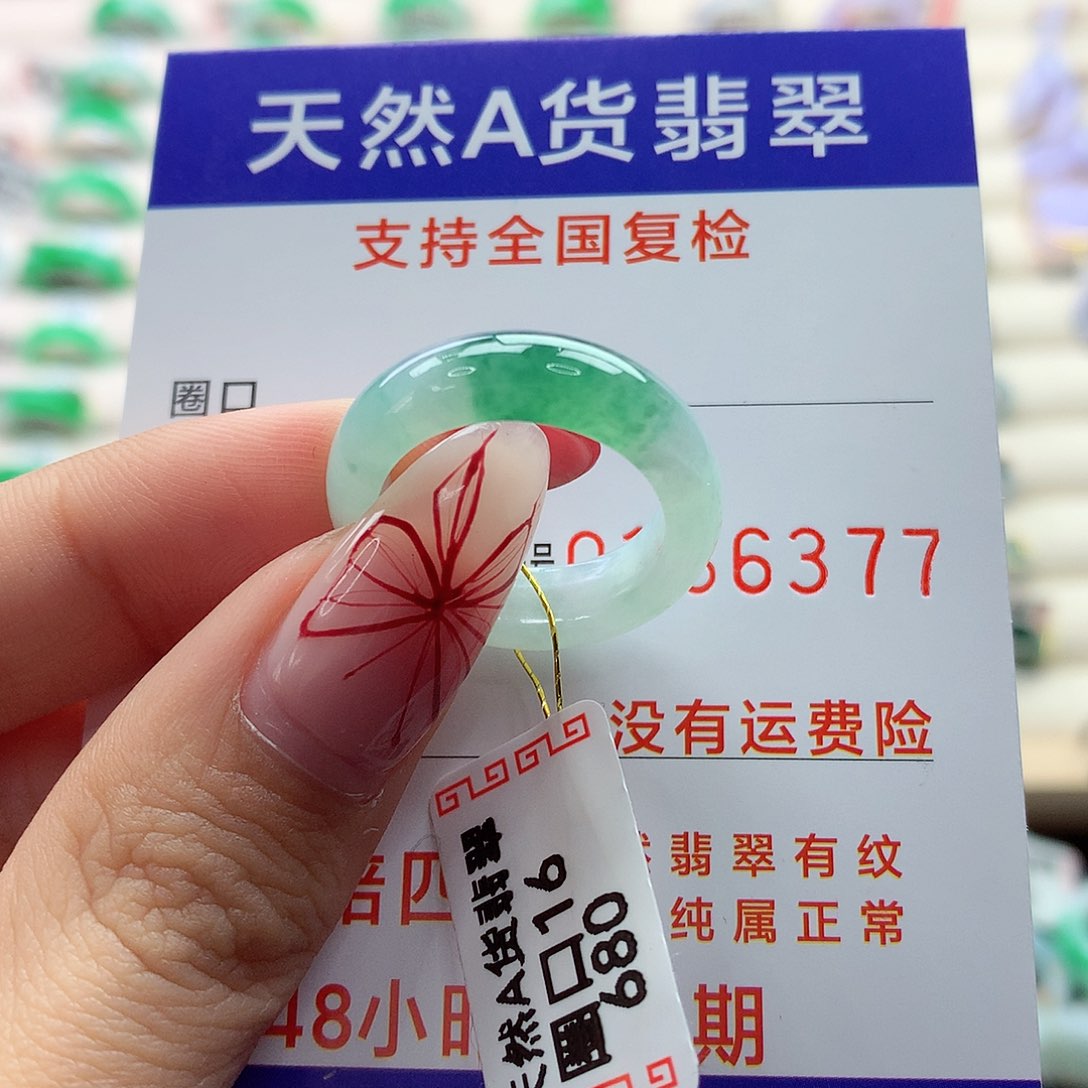 天然A货翡翠
支持全国复检
圈口
号
6377
没有运费险
翡翠有纹
纯属正常
48小
期
天然A货翡翠
圈口16
680